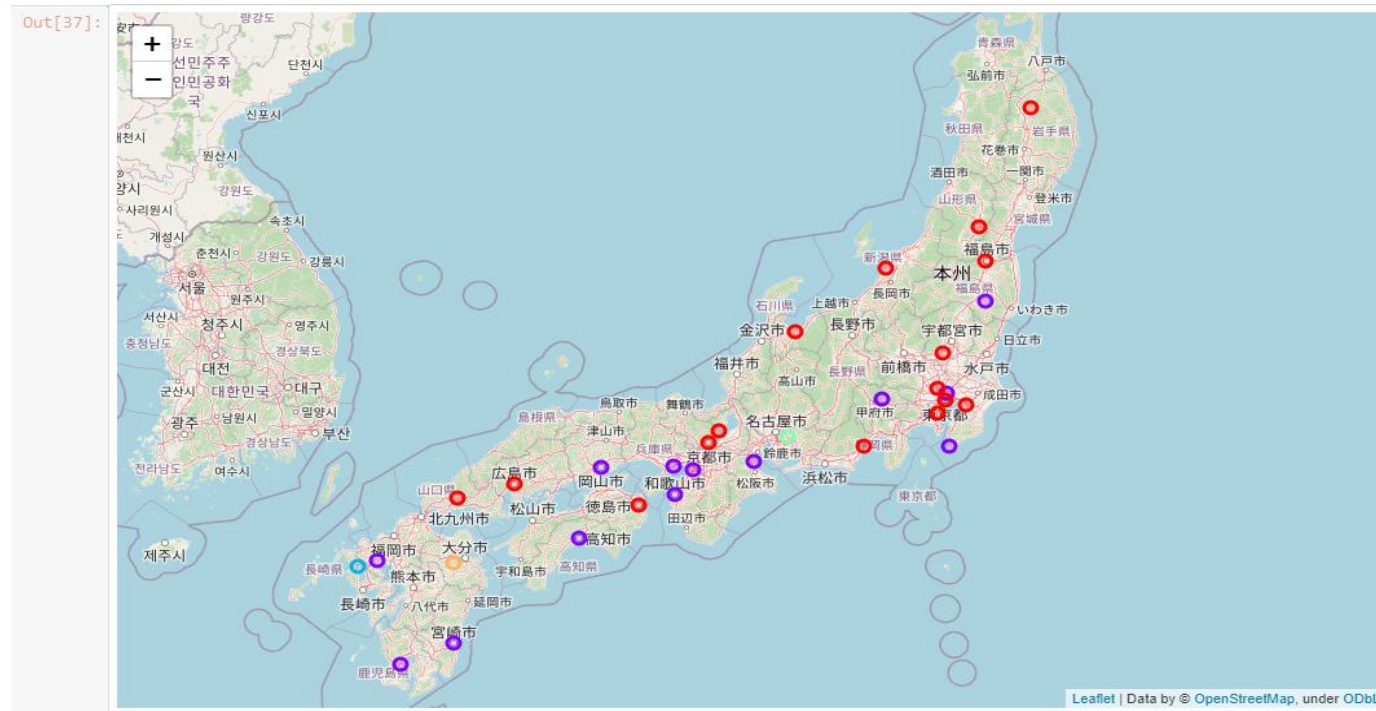 Out[37]:
+
−
량강도
단천시
신포시
원산시
강원도
사리원시
개성시
속초시
춘천시
강원도
강릉시
서울
원주시
서산시
청주시
영주시
충청남도
경상북도
대전
군산시
대한민국
대구
광주
남원시
밀양시
부산
경상남도
전라남도
여수시
제주시
青森県
八戸市
弘前市
秋田県
岩手県
花巻市
酒田市
一関市
山形県
登米市
宮城県
福島市
新潟県
本州
長岡市
福島県
石川県
上越市
いわき市
金沢市
長野市
宇都宮市
日立市
福井市
前橋市
水戸市
長野県
高山市
成田市
鳥取市
舞鶴市
甲府市
島根県
名古屋市
東京都
津山市
兵庫県
京都市
鈴鹿市
広島市
岡山市
和歌山市
松阪市
浜松市
山口県
東京都
北九州市
松山市
徳島市
田辺市
福岡市
大分市
高知市
長崎県
熊本市
宇和島市
高知県
長崎市
八代市
延岡市
宮崎市
鹿児島県
Leaflet | Data by © OpenStreetMap, under ODbL